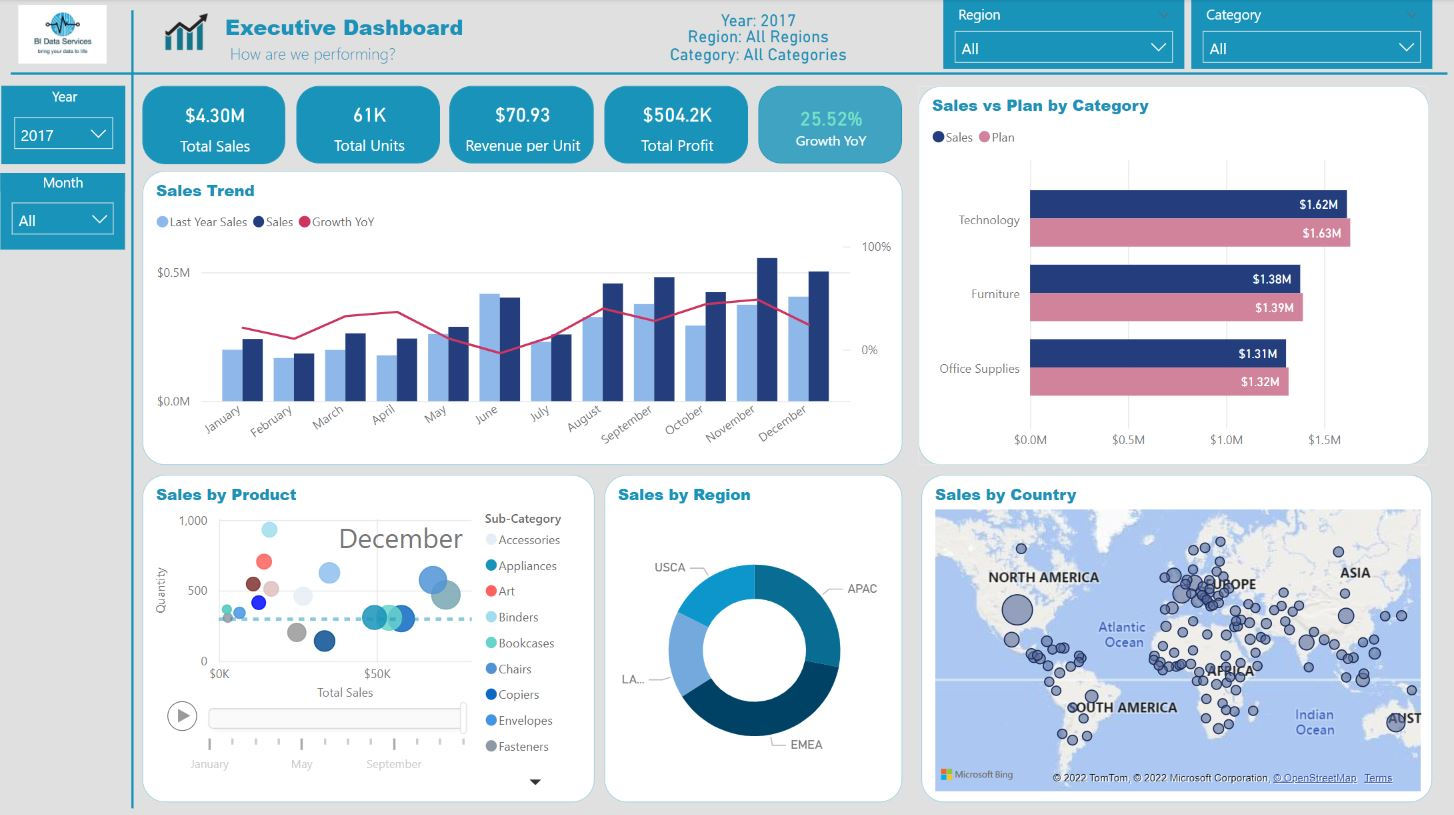 BI Data Services
bring your data to life
Executive Dashboard
How are we performing?
Year: 2017
Region: All Regions
Category: All Categories
Region
All
Category
All
Year
2017
Month
All
$4.30M
Total Sales
61K
Total Units
$70.93
Revenue per Unit
$504.2K
Total Profit
25.52%
Growth YoY
Sales Trend
Last Year Sales Sales Growth YoY
100%
$0.5M
0%
$0.0M
January February March April May June July August September October November December
Sales vs Plan by Category
Sales Plan
Technology
$1.62M
$1.63M
Furniture
$1.38M
$1.39M
Office Supplies
$1.31M
$1.32M
$0.0M $0.5M $1.0M $1.5M
Sales by Product
December
Quantity
1,000
500
0
$0K $50K
Total Sales
January May September
Sub-Category
Accessories
Appliances
Art
Binders
Bookcases
Chairs
Copiers
Envelopes
Fasteners
Sales by Region
USCA
APAC
LA...
EMEA
Sales by Country
NORTH AMERICA
EUROPE
ASIA
Atlantic
Ocean
AFRICA
SOUTH AMERICA
Indian
Ocean
AUST
Microsoft Bing
© 2022 TomTom, © 2022 Microsoft Corporation, © OpenStreetMap Terms